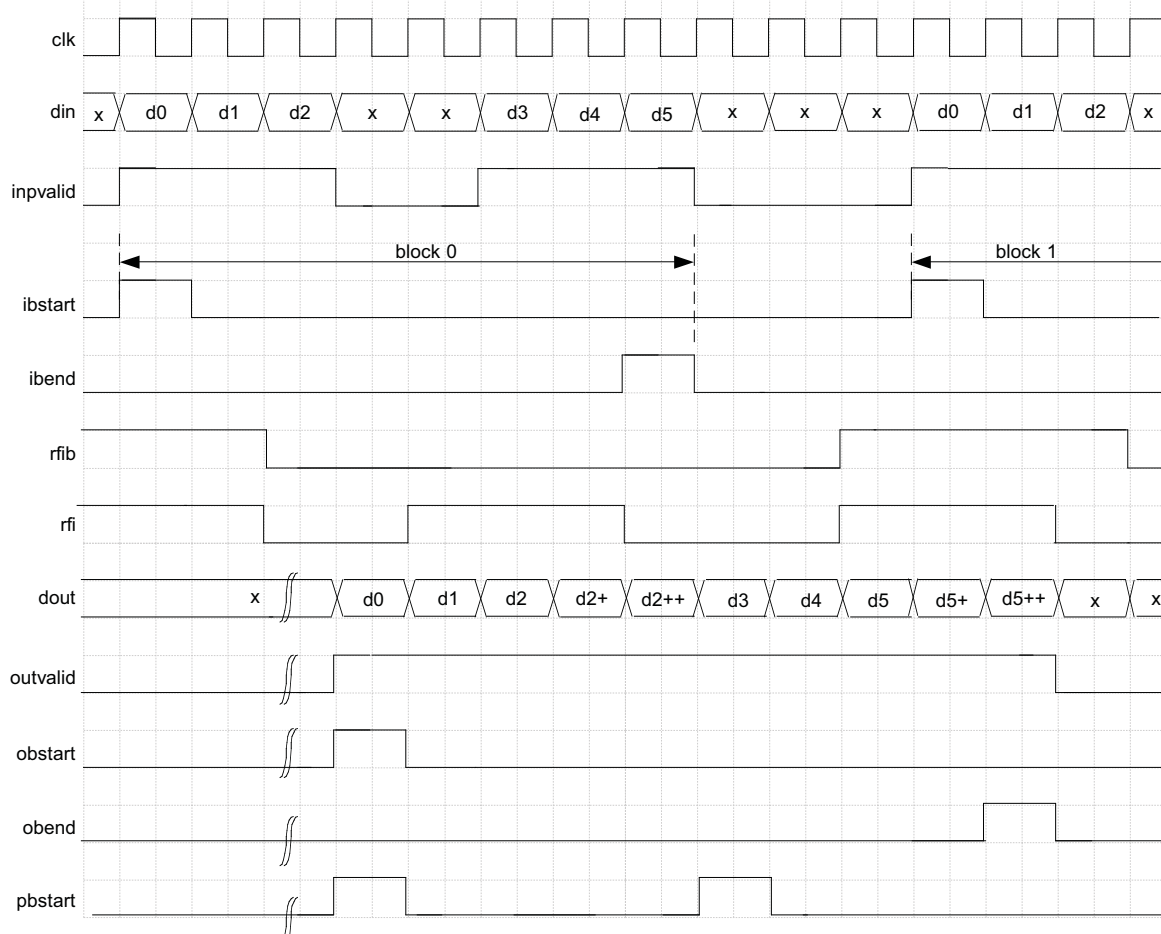 clk
din x d0 d1 d2 x x d3 d4 d5 x x x d0 d1 d2 x
inpvalid
block 0 block 1
ibstart
ibend
rfib
rfi
dout x d0 d1 d2 d2+ d2++ d3 d4 d5 d5+ d5++ x x
outvalid
obstart
obend
pbstart